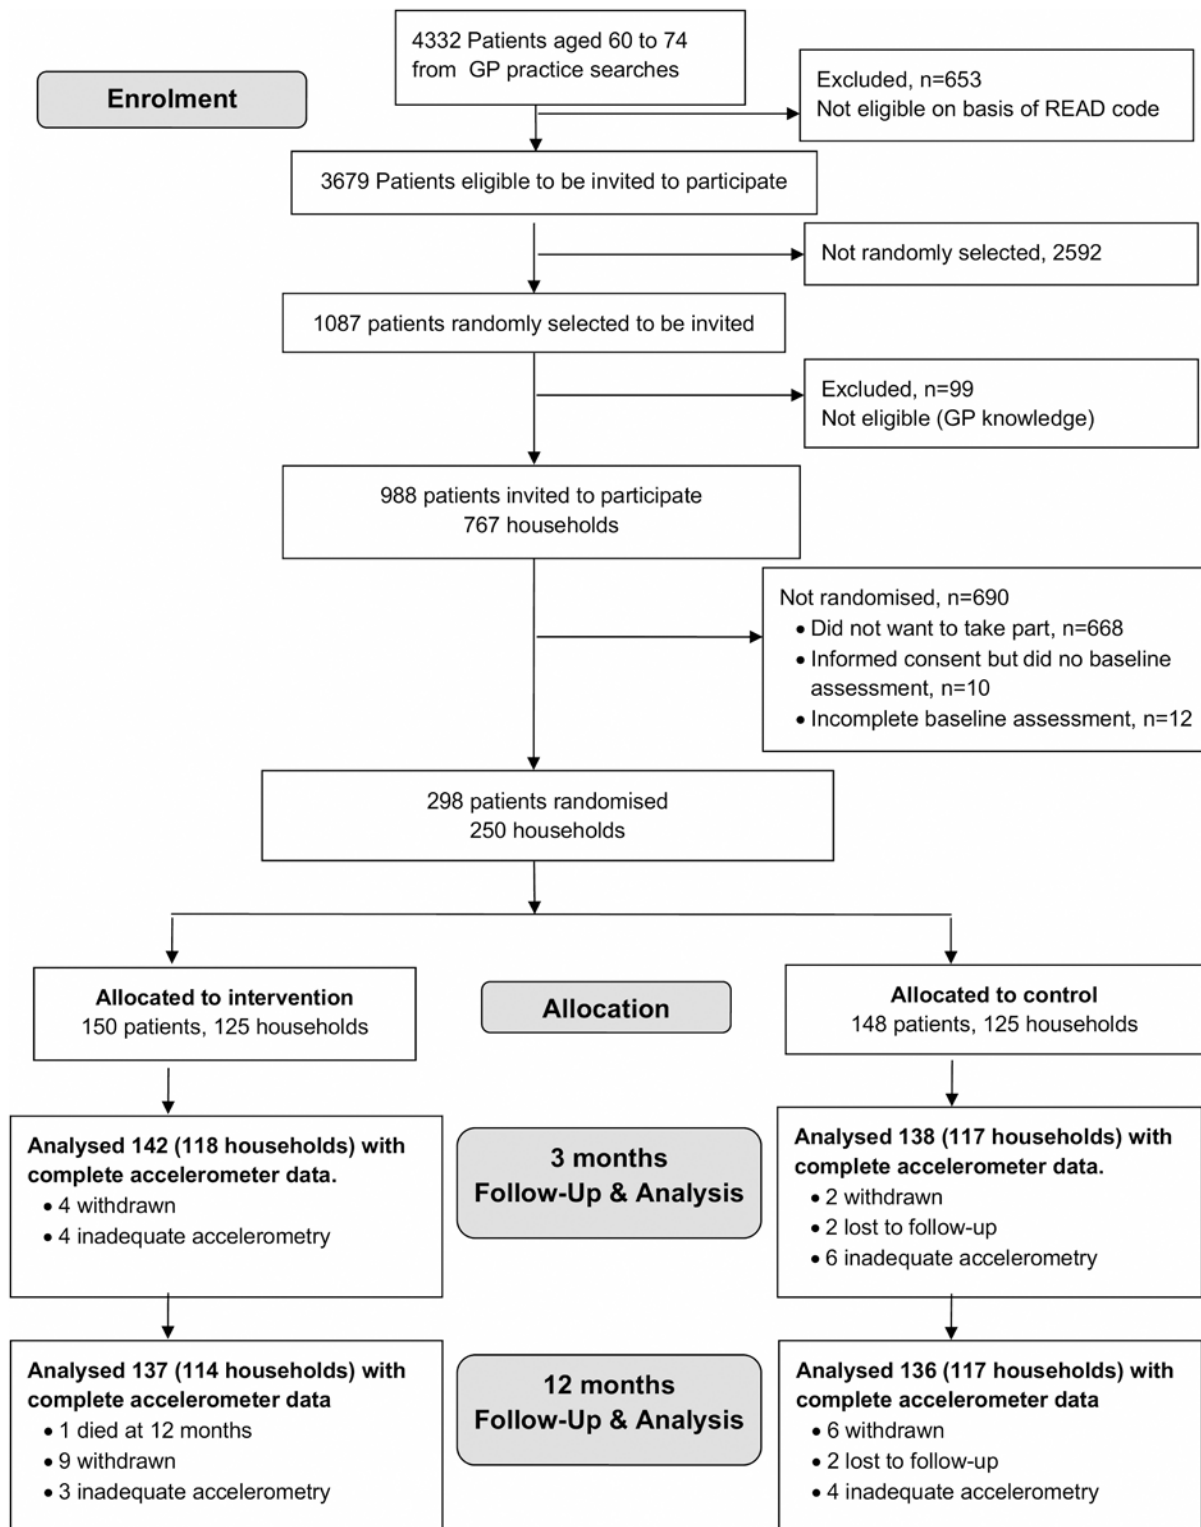 4332 Patients aged 60 to 74
from GP practice searches
Enrolment
Excluded, n=653
Not eligible on basis of READ code
3679 Patients eligible to be invited to participate
Not randomly selected, 2592
1087 patients randomly selected to be invited
Excluded, n=99
Not eligible (GP knowledge)
988 patients invited to participate
767 households
Not randomised, n=690
• Did not want to take part, n=668
• Informed consent but did no baseline
assessment, n=10
• Incomplete baseline assessment, n=12
298 patients randomised
250 households
Allocated to intervention
150 patients, 125 households
Allocation
Allocated to control
148 patients, 125 households
Analysed 142 (118 households) with
complete accelerometer data.
• 4 withdrawn
• 4 inadequate accelerometry
3 months
Follow-Up & Analysis
Analysed 138 (117 households) with
complete accelerometer data.
• 2 withdrawn
• 2 lost to follow-up
• 6 inadequate accelerometry
Analysed 137 (114 households) with
complete accelerometer data
• 1 died at 12 months
• 9 withdrawn
• 3 inadequate accelerometry
12 months
Follow-Up & Analysis
Analysed 136 (117 households) with
complete accelerometer data
• 6 withdrawn
• 2 lost to follow-up
• 4 inadequate accelerometry